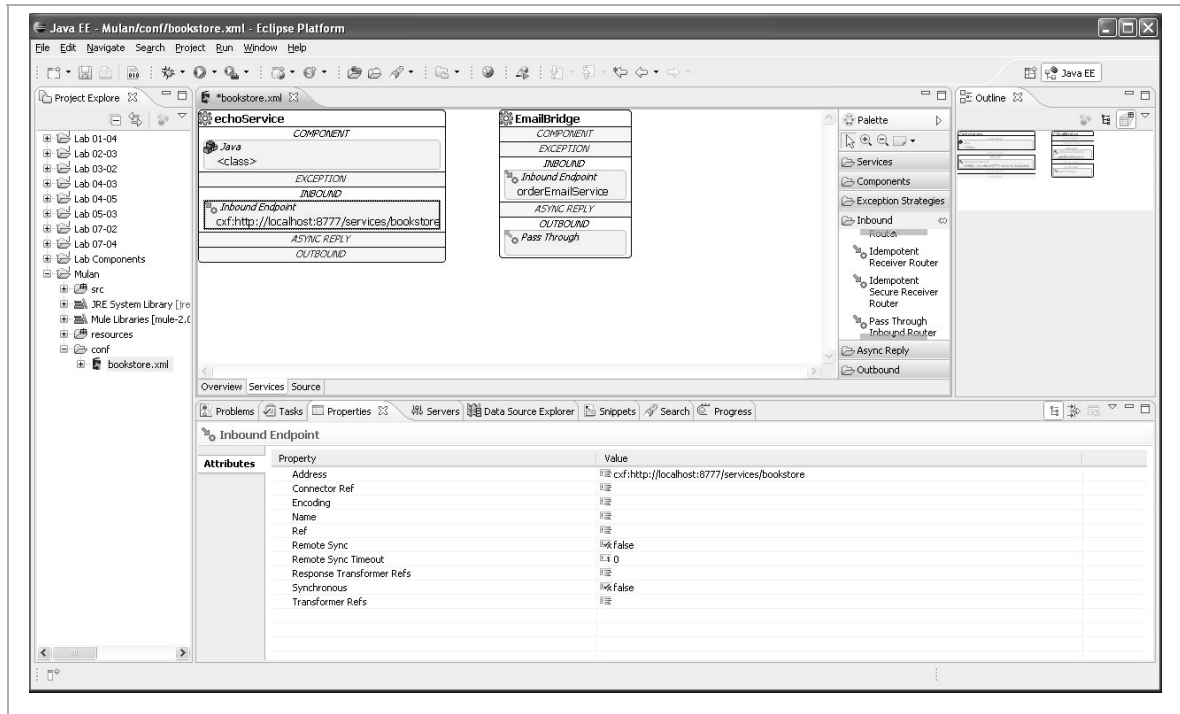 Java EE - Mulan/conf/bookstore.xml - Eclipse Platform
File Edit Navigate Search Project Run Window Help
Java EE
Project Explore
Lab 01-04
Lab 02-03
Lab 03-02
Lab 04-03
Lab 04-05
Lab 05-03
Lab 07-02
Lab 07-04
Lab Components
Mulan
src
JRE System Library [jre
Mule Libraries [mule-2.0
resources
conf
bookstore.xml
*bookstore.xml
echoService
COMPONENT
Java
<class>
EXCEPTION
INBOUND
Inbound Endpoint
cxf:http://localhost:8777/services/bookstore
ASYNC REPLY
OUTBOUND
EmailBridge
COMPONENT
EXCEPTION
INBOUND
Inbound Endpoint
orderEmailService
ASYNC REPLY
OUTBOUND
Pass Through
Overview Services Source
Palette
Services
Components
Exception Strategies
Inbound
Router
Idempotent
Receiver Router
Idempotent
Secure Receiver
Router
Pass Through
Inbound Router
Async Reply
Outbound
Outline
Problems Tasks Properties Servers Data Source Explorer Snippets Search Progress
Inbound Endpoint
Attributes
Property Value
Address cxf:http://localhost:8777/services/bookstore
Connector Ref
Encoding
Name
Ref
Remote Sync false
Remote Sync Timeout 0
Response Transformer Refs
Synchronous false
Transformer Refs